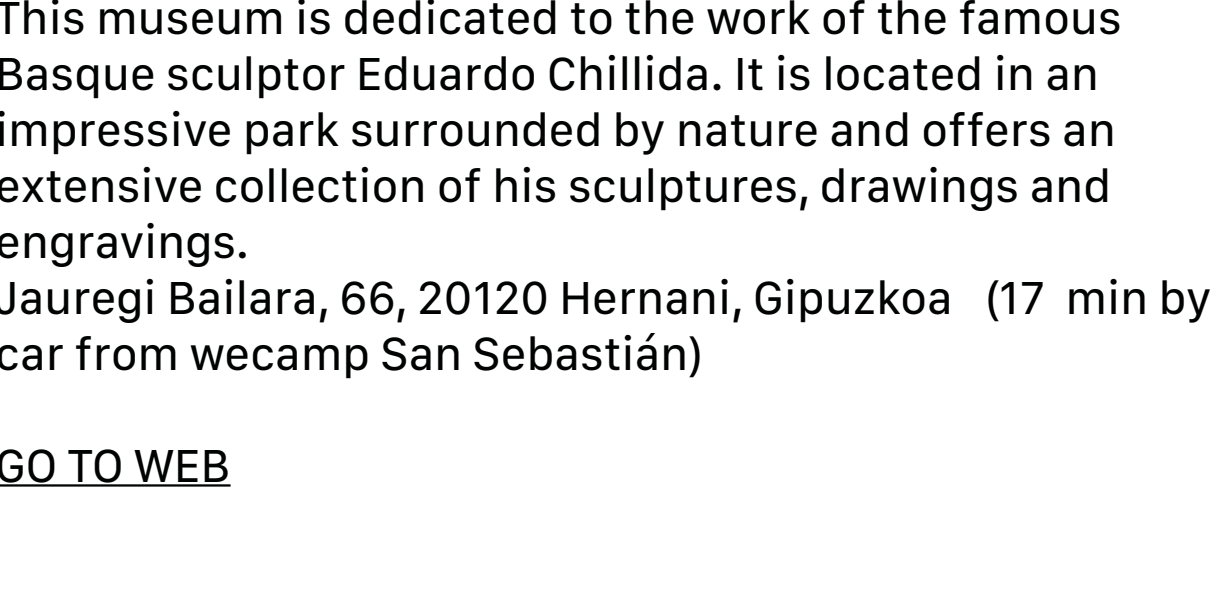 This museum is dedicated to the work of the famous
Basque sculptor Eduardo Chillida. It is located in an
impressive park surrounded by nature and offers an
extensive collection of his sculptures, drawings and
engravings.
Jauregi Bailara, 66, 20120 Hernani, Gipuzkoa   (17  min by
car from wecamp San Sebastián)
GO TO WEB